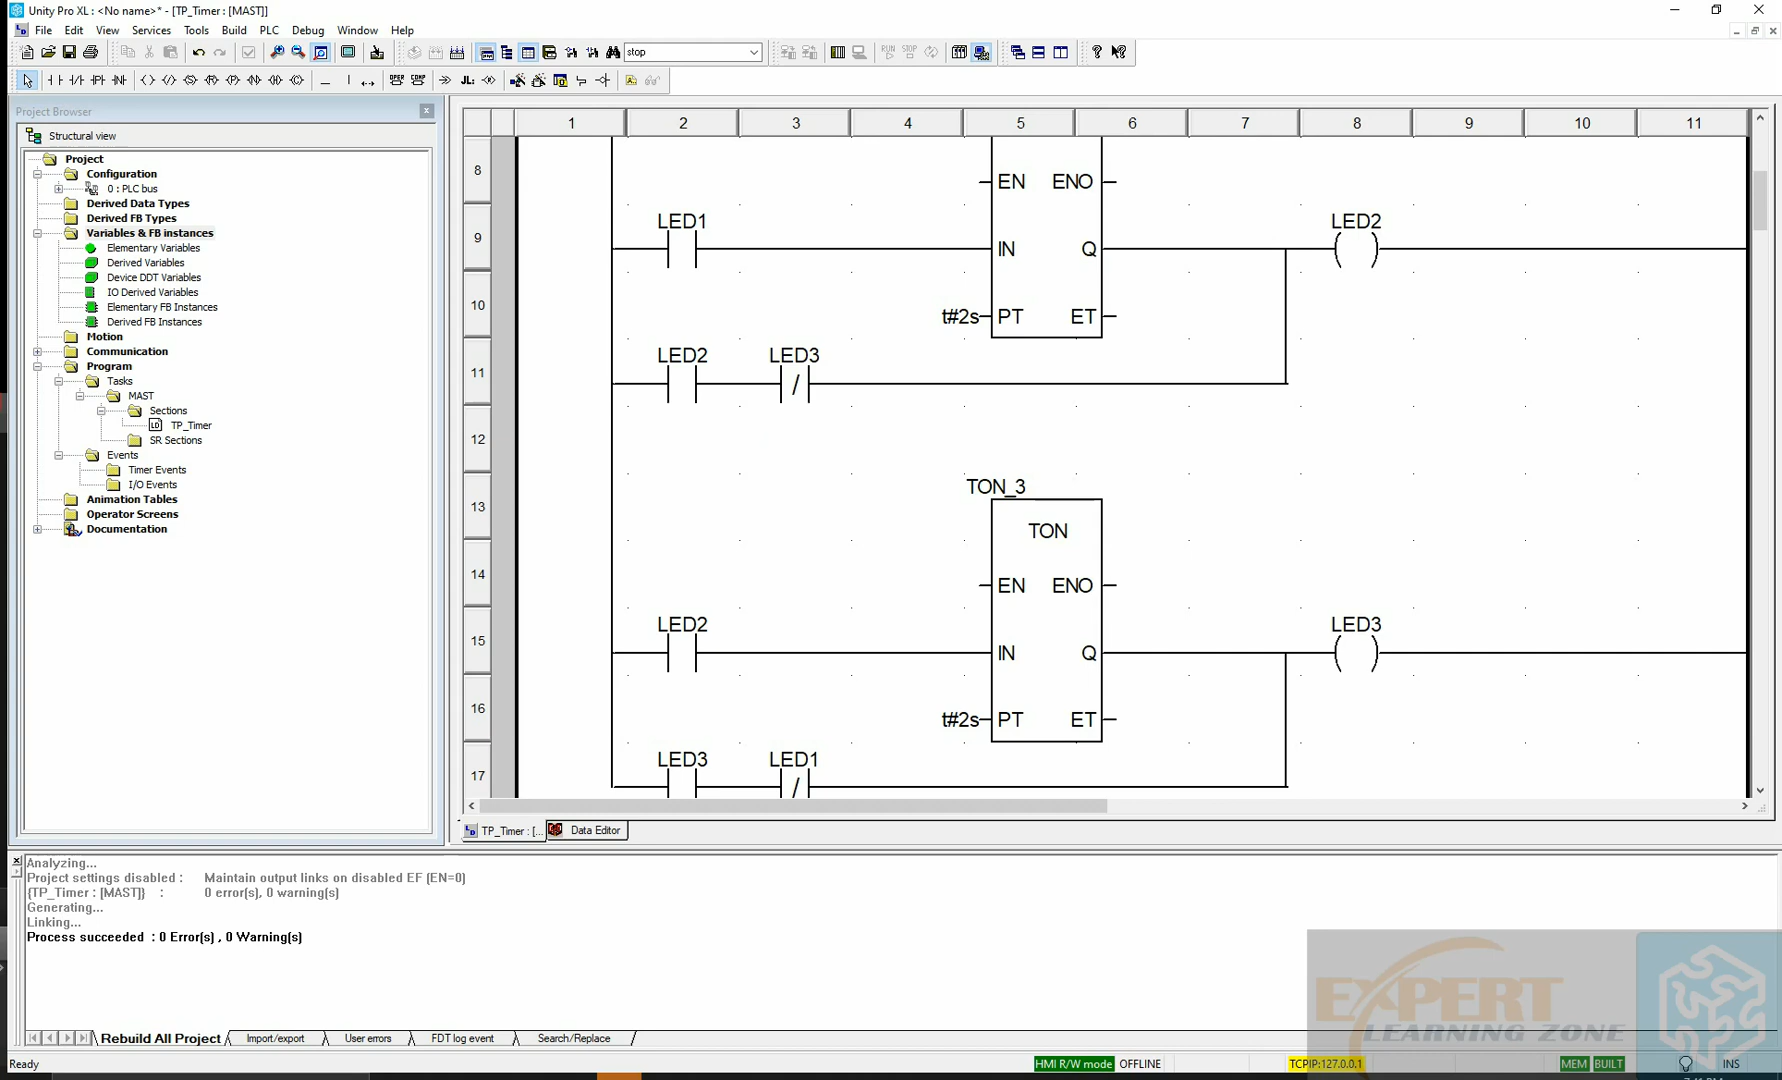 Unity Pro XL : <No name>* - [TP_Timer : [MAST]]
File Edit View Services Tools Build PLC Debug Window Help
stop
Project Browser
Structural view
Project
Configuration
0 : PLC bus
Derived Data Types
Derived FB Types
Variables & FB instances
Elementary Variables
Derived Variables
Device DDT Variables
IO Derived Variables
Elementary FB Instances
Derived FB Instances
Motion
Communication
Program
Tasks
MAST
Sections
TP_Timer
SR Sections
Events
Timer Events
I/O Events
Animation Tables
Operator Screens
Documentation
1 2 3 4 5 6 7 8 9 10 11
8
EN ENO
LED1 LED2
9
IN Q
10
t#2s PT ET
LED2 LED3
11
12
TON_3
13
TON
14
EN ENO
LED2 LED3
15
IN Q
16
t#2s PT ET
LED3 LED1
17
TP_Timer : [... Data Editor
Analyzing...
Project settings disabled : Maintain output links on disabled EF [EN=0]
{TP_Timer : [MAST]} : 0 error(s), 0 warning(s)
Generating...
Linking...
Process succeeded : 0 Error(s) , 0 Warning(s)
EXPERT
LEARNING ZONE
Rebuild All Project Import/export User errors FDT log event Search/Replace
Ready HMI R/W mode OFFLINE TCPIP:127.0.0.1 MEM BUILT INS